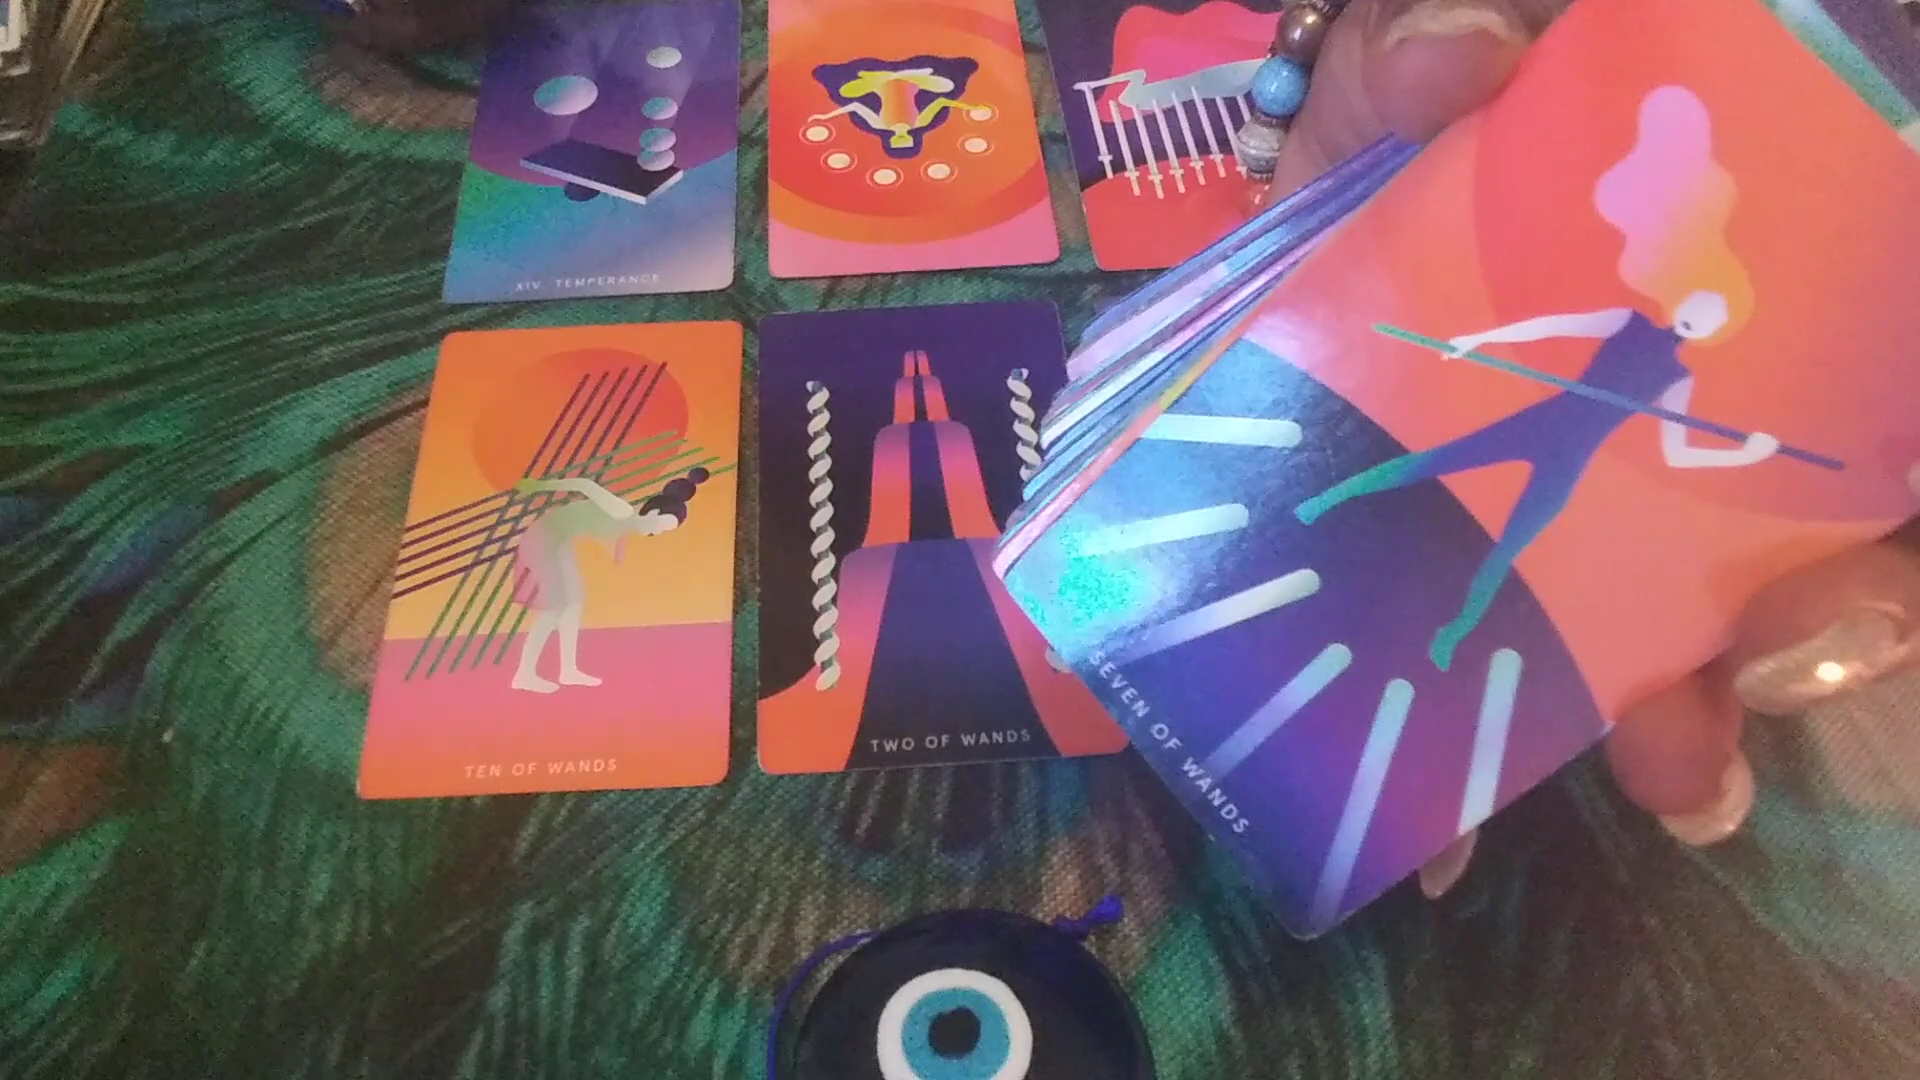 XIV. TEMPERANCE
TEN OF WANDS
TWO OF WANDS
SEVEN OF WANDS